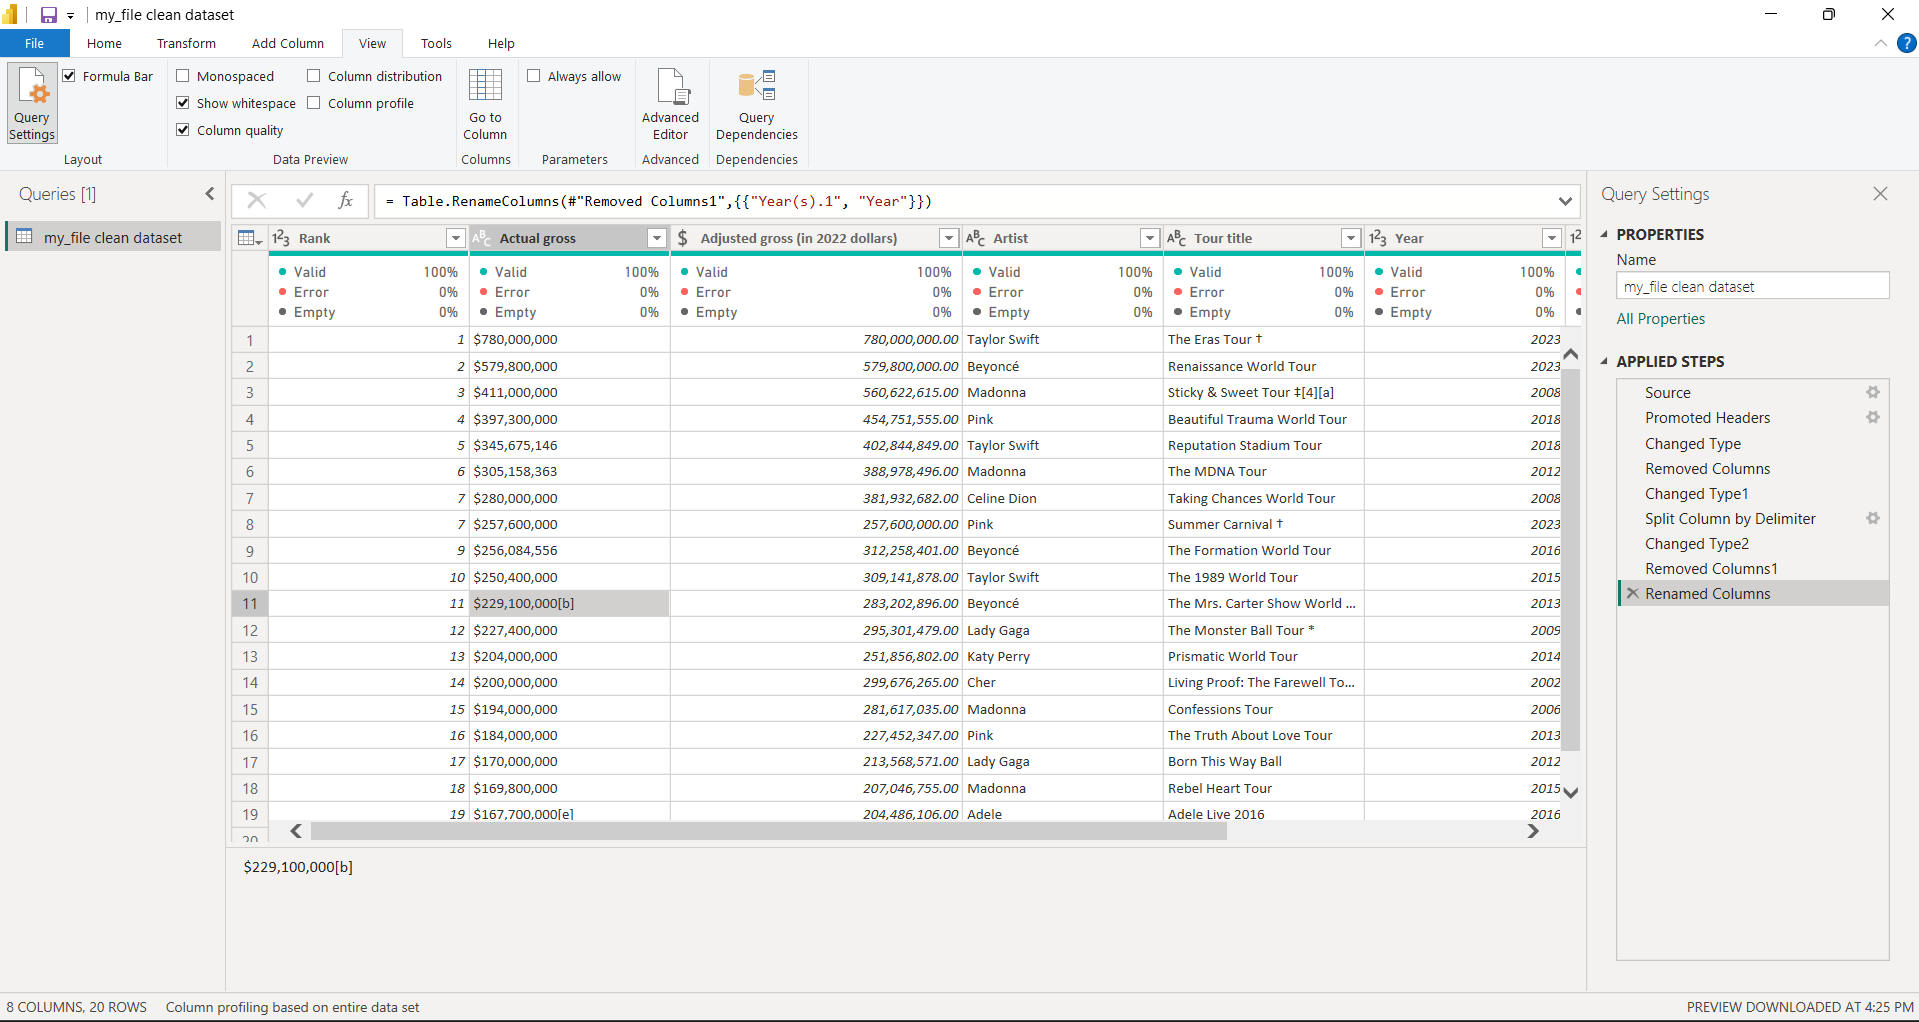 my_file clean dataset
File Home Transform Add Column View Tools Help
Query Settings
Formula Bar
Layout
Monospaced
Show whitespace
Column quality
Column distribution
Column profile
Data Preview
Go to Column
Columns
Always allow
Parameters
Advanced Editor
Advanced
Query Dependencies
Dependencies
Queries [1]
my_file clean dataset
fx = Table.RenameColumns(#"Removed Columns1",{{"Year(s).1", "Year"}})
1²3 Rank ABC Actual gross $ Adjusted gross (in 2022 dollars) ABC Artist ABC Tour title 1²3 Year 1²
Valid 100% Valid 100% Valid 100% Valid 100% Valid 100% Valid 100%
Error 0% Error 0% Error 0% Error 0% Error 0% Error 0%
Empty 0% Empty 0% Empty 0% Empty 0% Empty 0% Empty 0%
1 1 $780,000,000 780,000,000.00 Taylor Swift The Eras Tour † 2023
2 2 $579,800,000 579,800,000.00 Beyoncé Renaissance World Tour 2023
3 3 $411,000,000 560,622,615.00 Madonna Sticky & Sweet Tour ‡[4][a] 2008
4 4 $397,300,000 454,751,555.00 Pink Beautiful Trauma World Tour 2018
5 5 $345,675,146 402,844,849.00 Taylor Swift Reputation Stadium Tour 2018
6 6 $305,158,363 388,978,496.00 Madonna The MDNA Tour 2012
7 7 $280,000,000 381,932,682.00 Celine Dion Taking Chances World Tour 2008
8 7 $257,600,000 257,600,000.00 Pink Summer Carnival † 2023
9 9 $256,084,556 312,258,401.00 Beyoncé The Formation World Tour 2016
10 10 $250,400,000 309,141,878.00 Taylor Swift The 1989 World Tour 2015
11 11 $229,100,000[b] 283,202,896.00 Beyoncé The Mrs. Carter Show World ... 2013
12 12 $227,400,000 295,301,479.00 Lady Gaga The Monster Ball Tour * 2009
13 13 $204,000,000 251,856,802.00 Katy Perry Prismatic World Tour 2014
14 14 $200,000,000 299,676,265.00 Cher Living Proof: The Farewell To... 2002
15 15 $194,000,000 281,617,035.00 Madonna Confessions Tour 2006
16 16 $184,000,000 227,452,347.00 Pink The Truth About Love Tour 2013
17 17 $170,000,000 213,568,571.00 Lady Gaga Born This Way Ball 2012
18 18 $169,800,000 207,046,755.00 Madonna Rebel Heart Tour 2015
19 19 $167,700,000[e] 204,486,106.00 Adele Adele Live 2016 2016
20
$229,100,000[b]
Query Settings
PROPERTIES
Name
my_file clean dataset
All Properties
APPLIED STEPS
Source
Promoted Headers
Changed Type
Removed Columns
Changed Type1
Split Column by Delimiter
Changed Type2
Removed Columns1
Renamed Columns
8 COLUMNS, 20 ROWS Column profiling based on entire data set
PREVIEW DOWNLOADED AT 4:25 PM